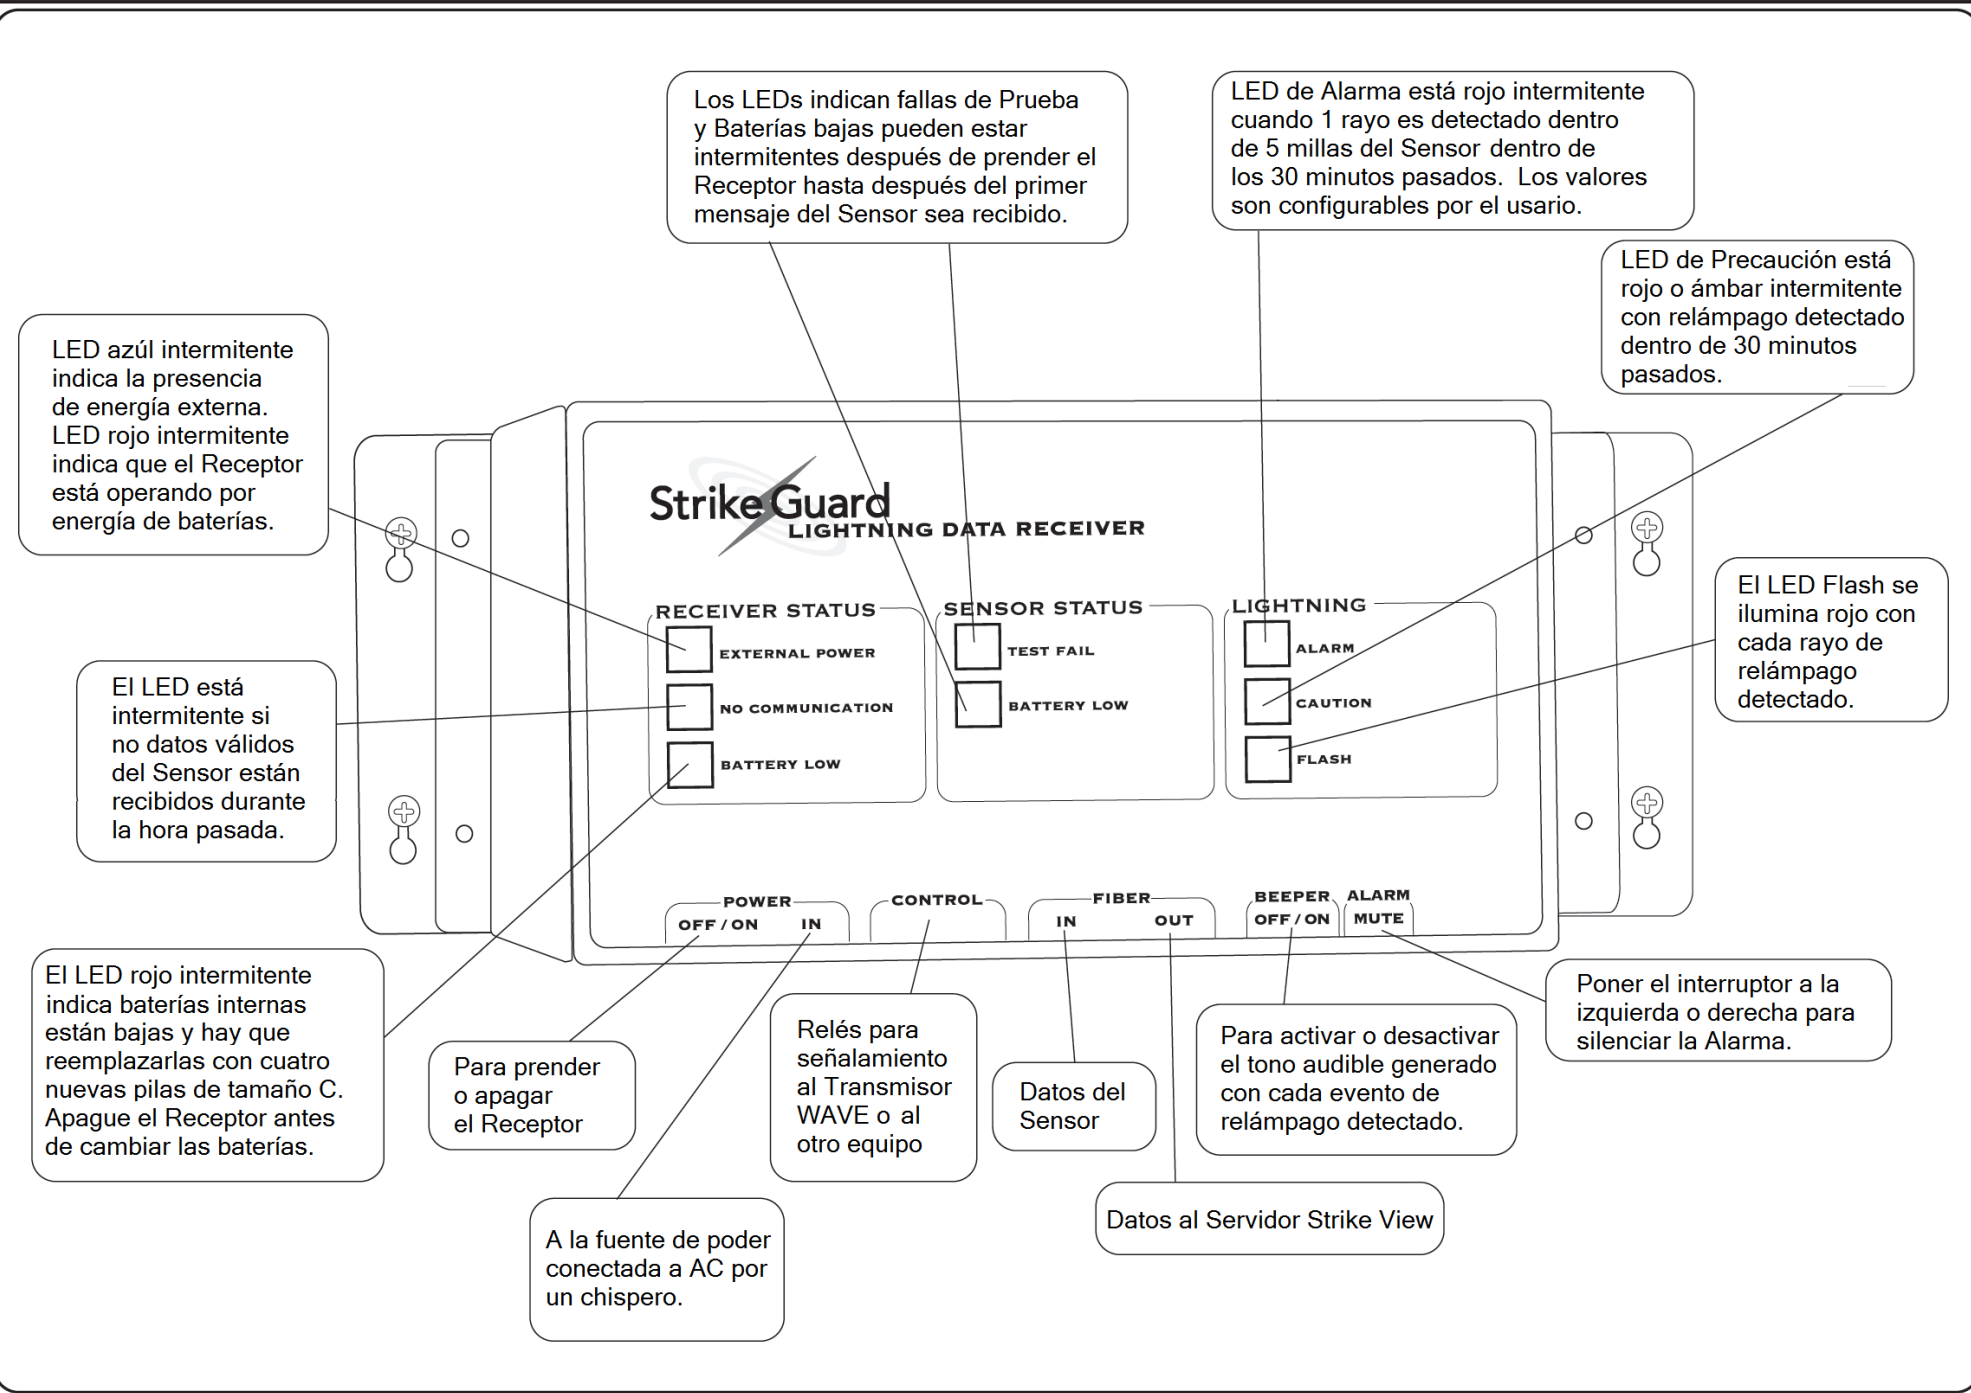 Los LEDs indican fallas de Prueba
y Baterías bajas pueden estar
intermitentes después de prender el
Receptor hasta después del primer
mensaje del Sensor sea recibido.
LED de Alarma está rojo intermitente
cuando 1 rayo es detectado dentro
de 5 millas del Sensor dentro de
los 30 minutos pasados. Los valores
son configurables por el usario.
LED de Precaución está
rojo o ámbar intermitente
con relámpago detectado
dentro de 30 minutos
pasados.
LED azúl intermitente
indica la presencia
de energía externa.
LED rojo intermitente
indica que el Receptor
está operando por
energía de baterías.
Strike Guard
LIGHTNING DATA RECEIVER
El LED Flash se
ilumina rojo con
cada rayo de
relámpago
detectado.
RECEIVER STATUS
EXTERNAL POWER
NO COMMUNICATION
BATTERY LOW
SENSOR STATUS
TEST FAIL
BATTERY LOW
LIGHTNING
ALARM
CAUTION
FLASH
El LED está
intermitente si
no datos válidos
del Sensor están
recibidos durante
la hora pasada.
POWER
OFF / ON IN
CONTROL
FIBER
IN OUT
BEEPER
OFF / ON
ALARM
MUTE
El LED rojo intermitente
indica baterías internas
están bajas y hay que
reemplazarlas con cuatro
nuevas pilas de tamaño C.
Apague el Receptor antes
de cambiar las baterías.
Para prender
o apagar
el Receptor
Relés para
señalamiento
al Transmisor
WAVE o al
otro equipo
Datos del
Sensor
Para activar o desactivar
el tono audible generado
con cada evento de
relámpago detectado.
Poner el interruptor a la
izquierda o derecha para
silenciar la Alarma.
A la fuente de poder
conectada a AC por
un chispero.
Datos al Servidor Strike View